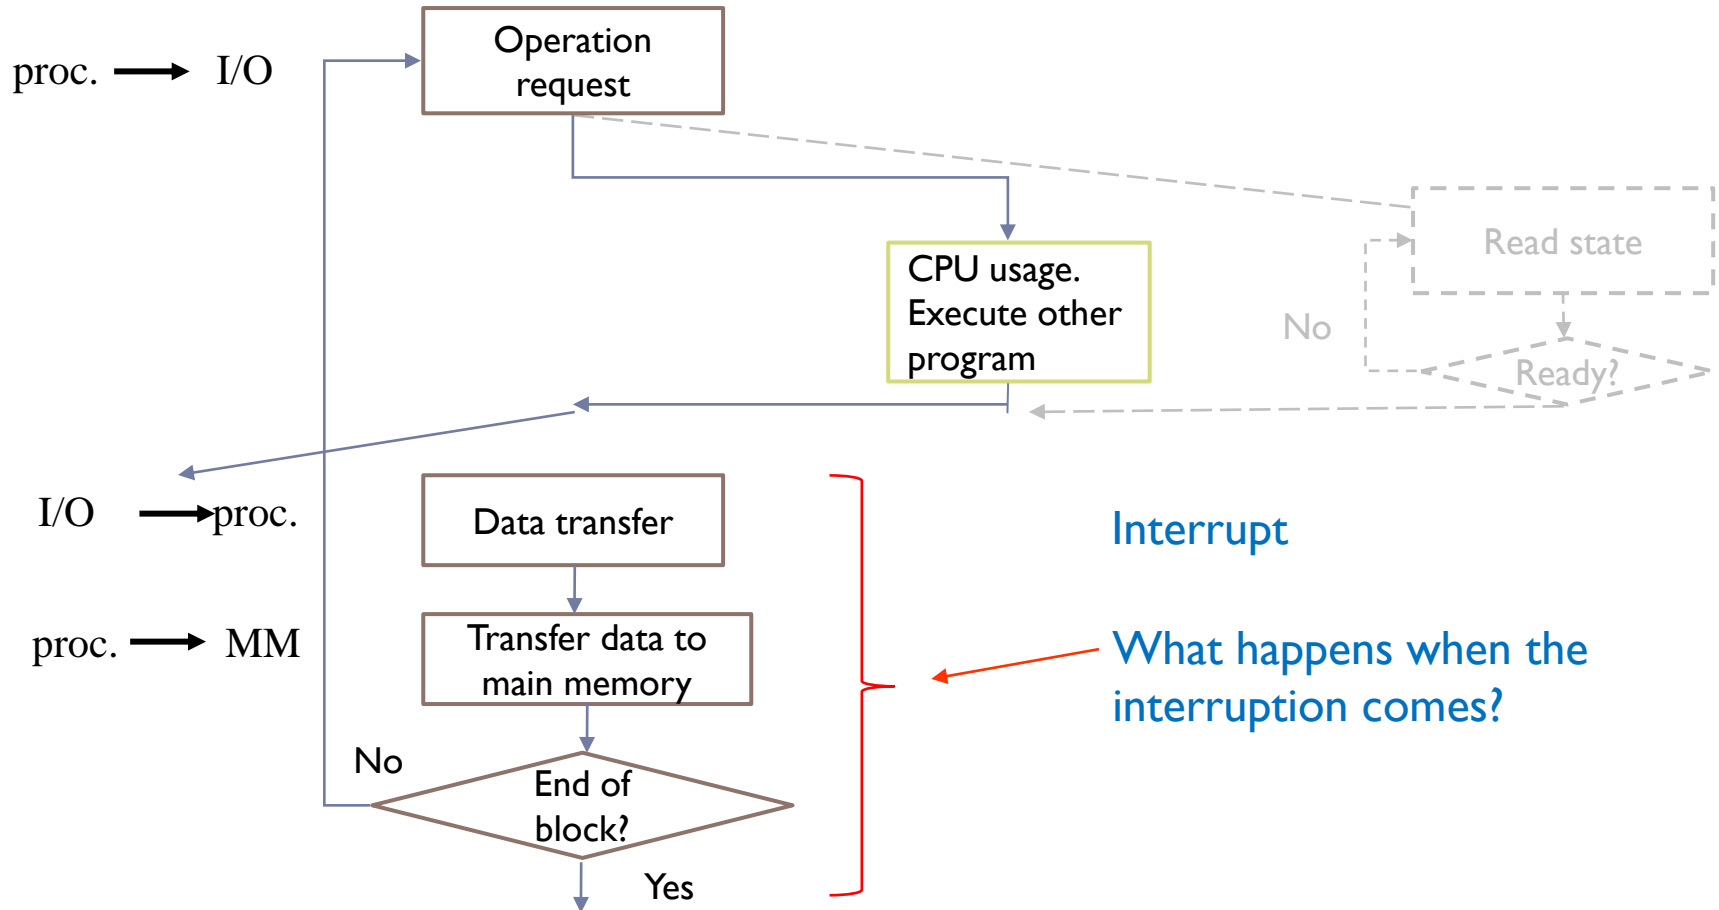 Operation
request
proc. → I/O
Read state
CPU usage.
Execute other
program
No
Ready?
I/O → proc.
Data transfer
Interrupt
proc. → MM
Transfer data to
main memory
What happens when the
interruption comes?
No
End of
block?
Yes